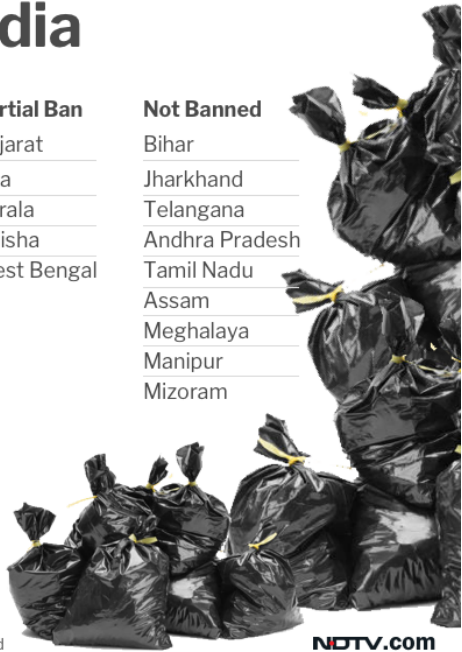 dia
rtial Ban
jarat
a
rala
isha
est Bengal
Not Banned
Bihar
Jharkhand
Telangana
Andhra Pradesh
Tamil Nadu
Assam
Meghalaya
Manipur
Mizoram
d
NDTV.com